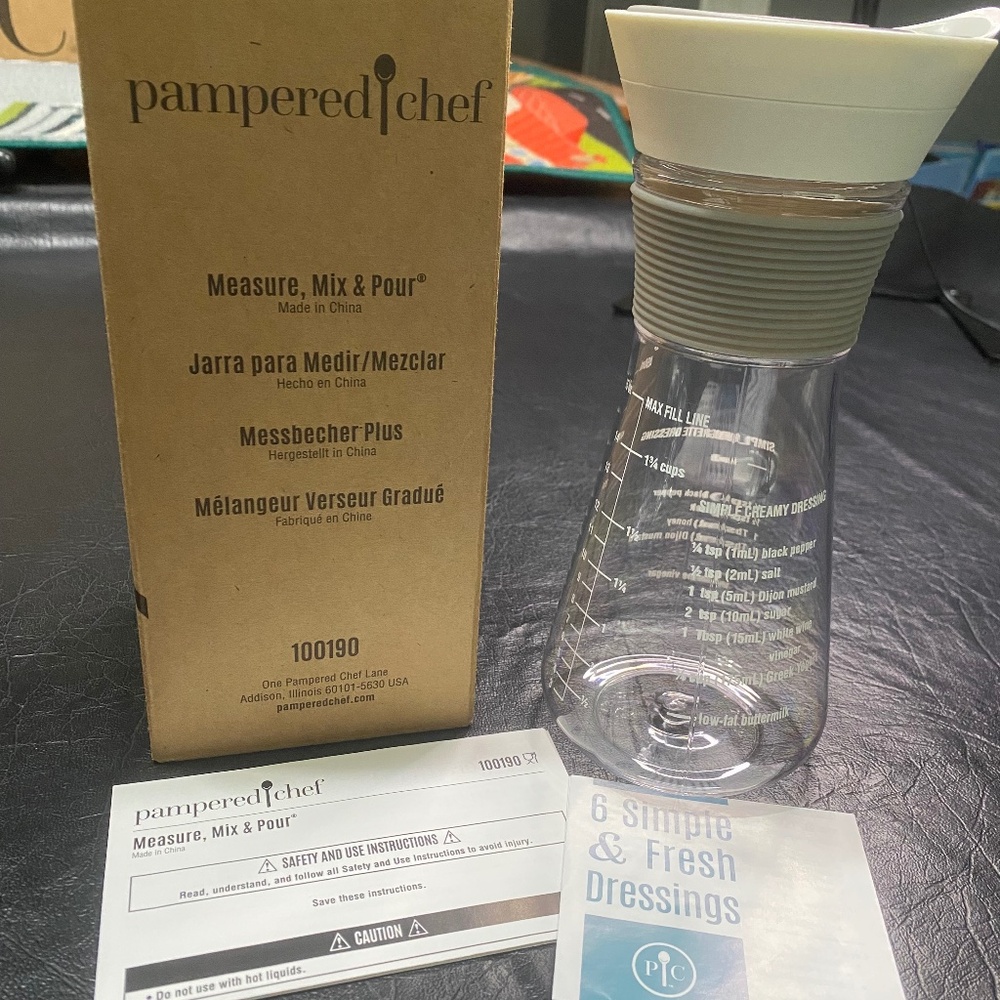 pampered chef
Measure, Mix & Pour®
Made in China
Jarra para Medir/Mezclar
Hecho en China
Messbecher Plus
Hergestellt in China
Mélangeur Verseur Gradué
Fabriqué en Chine
100190
One Pampered Chef Lane
Addison, Illinois 60101-5630 USA
pamperedchef.com
MAX FILL LINE
1¾ cups
1½
1¼
1
SIMPLE CREAMY DRESSING
¼ tsp (1mL) black pepper
½ tsp (2mL) salt
1 tsp (5mL) Dijon mustard
2 tsp (10mL) sugar
1 Tbsp (15mL) white wine
vinegar
cup (175mL) Greek Yogurt
low-fat buttermilk
pampered chef
100190
Measure, Mix & Pour®
Made in China
⚠ SAFETY AND USE INSTRUCTIONS ⚠
Read, understand, and follow all Safety and Use Instructions to avoid injury.
Save these instructions.
⚠ CAUTION ⚠
• Do not use with hot liquids.
6 Simple
& Fresh
Dressings
PC